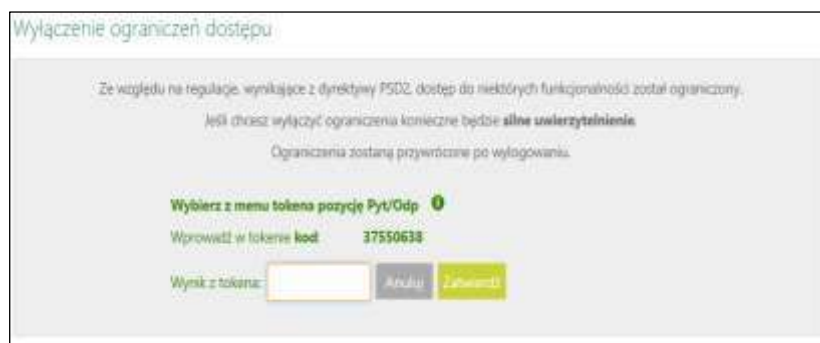 Wyłączenie ograniczeń dostępu
Ze względu na regulacje, wynikające z dyrektywy PSD2, dostęp do niektórych funkcjonalności został ograniczony.
Jeśli chcesz wyłączyć ograniczenia konieczne będzie silne uwierzytelnienie.
Ograniczenia zostaną przywrócone po wylogowaniu.
Wybierz z menu tokena pozycję Pyt/Odp
Wprowadź w tokenie kod 37550638
Wynik z tokena: Anuluj Zatwierdź